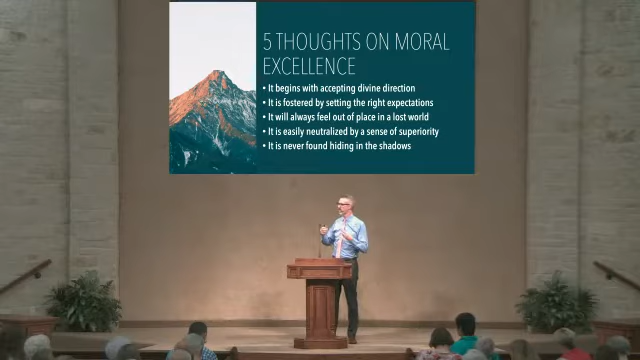 5 THOUGHTS ON MORAL
EXCELLENCE
• It begins with accepting divine direction
• It is fostered by setting the right expectations
• It will always feel out of place in a lost world
• It is easily neutralized by a sense of superiority
• It is never found hiding in the shadows